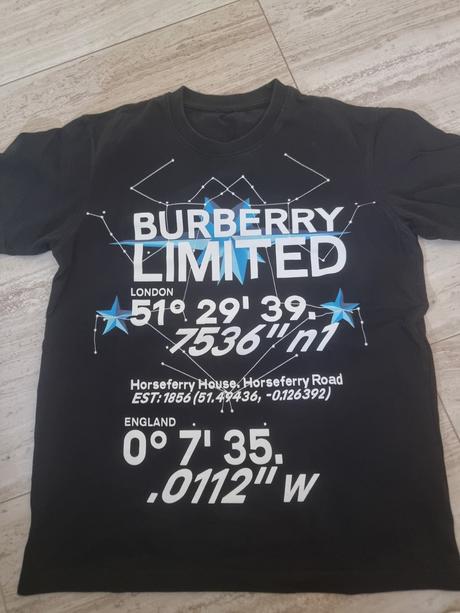 BURBERRY
LIMITED
LONDON
51° 29' 39.
7536" n1
Horseferry House, Horseferry Road
EST: 1856 (51.49436, -0.126392)
ENGLAND
0° 7' 35.
.0112" W